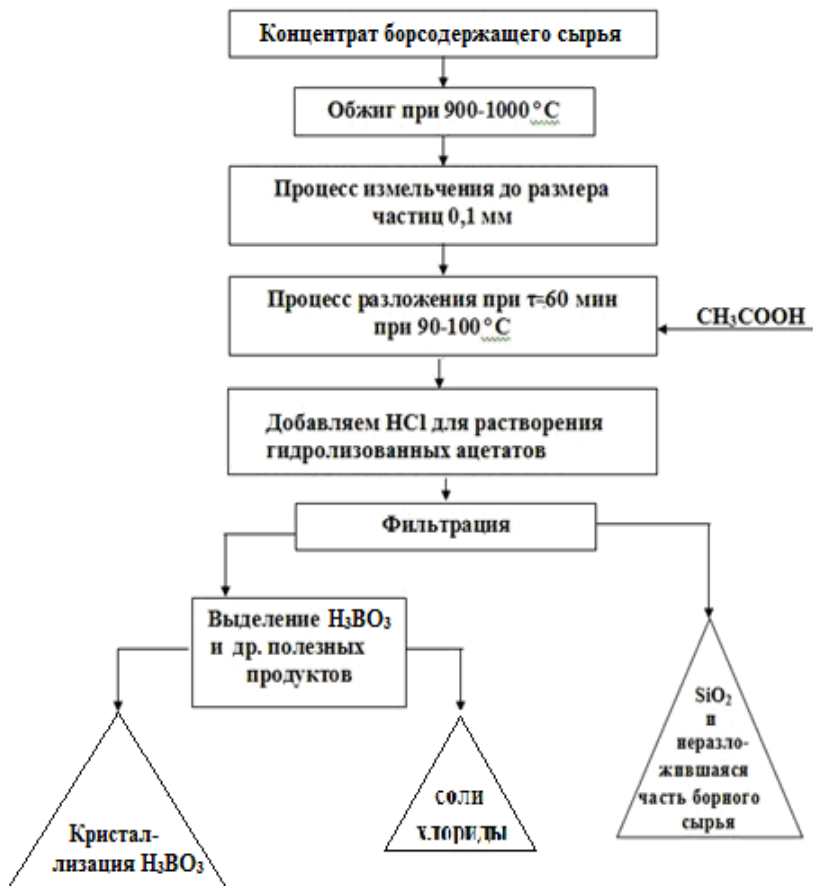 Концентрат борсодержащего сырья
Обжиг при 900-1000°С
Процесс измельчения до размера
частиц 0,1 мм
Процесс разложения при τ=60 мин
при 90-100°С
CH₃COOH
Добавляем HCl для растворения
гидролизованных ацетатов
Фильтрация
Выделение H₃BO₃
и др. полезных
продуктов
SiO₂
и
неразло-
жившаяся
часть борного
сырья
соли
хлориды
Кристал-
лизация H₃BO₃